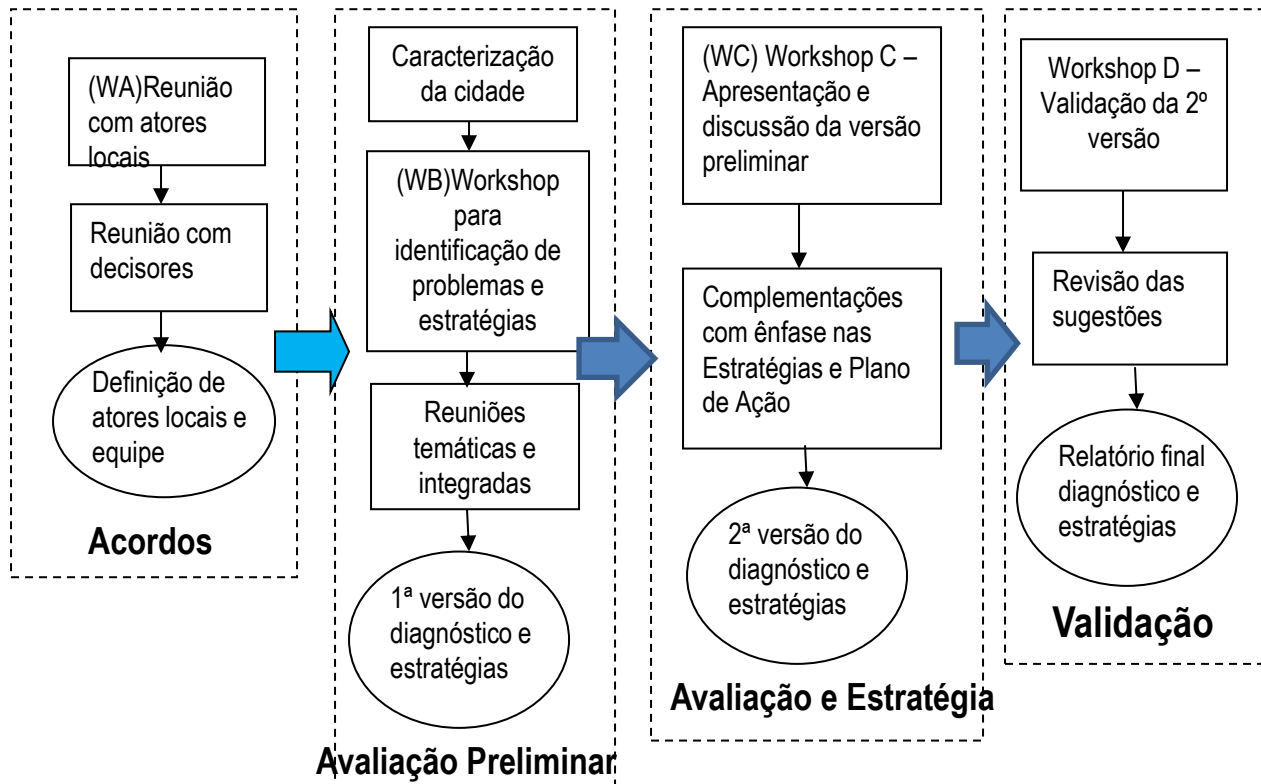 (WA)Reunião
com atores
locais
Reunião com
decisores
Definição de
atores locais e
equipe
Acordos
Caracterização
da cidade
(WB)Workshop
para
identificação de
problemas e
estratégias
Reuniões
temáticas e
integradas
1ª versão do
diagnóstico e
estratégias
Avaliação Preliminar
(WC) Workshop C –
Apresentação e
discussão da versão
preliminar
Complementações
com ênfase nas
Estratégias e Plano
de Ação
2ª versão do
diagnóstico e
estratégias
Avaliação e Estratégia
Workshop D –
Validação da 2º
versão
Revisão das
sugestões
Relatório final
diagnóstico e
estratégias
Validação